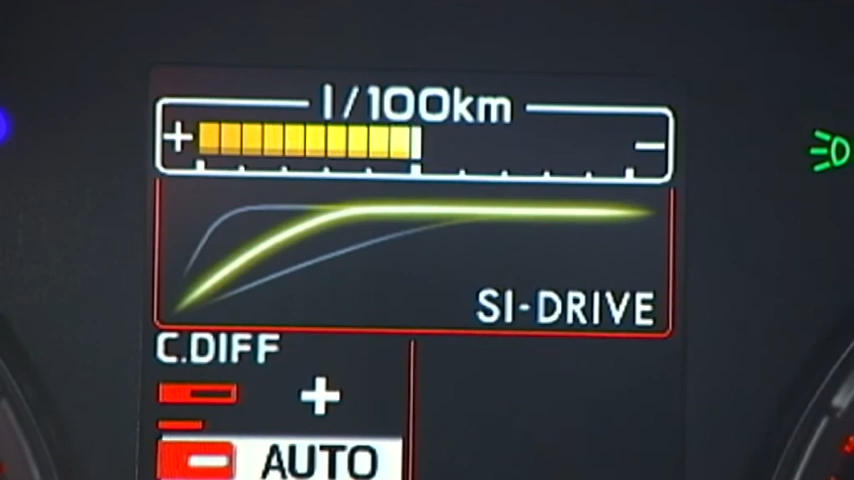 l/100km
+ −
SI-DRIVE
C.DIFF
+
AUTO